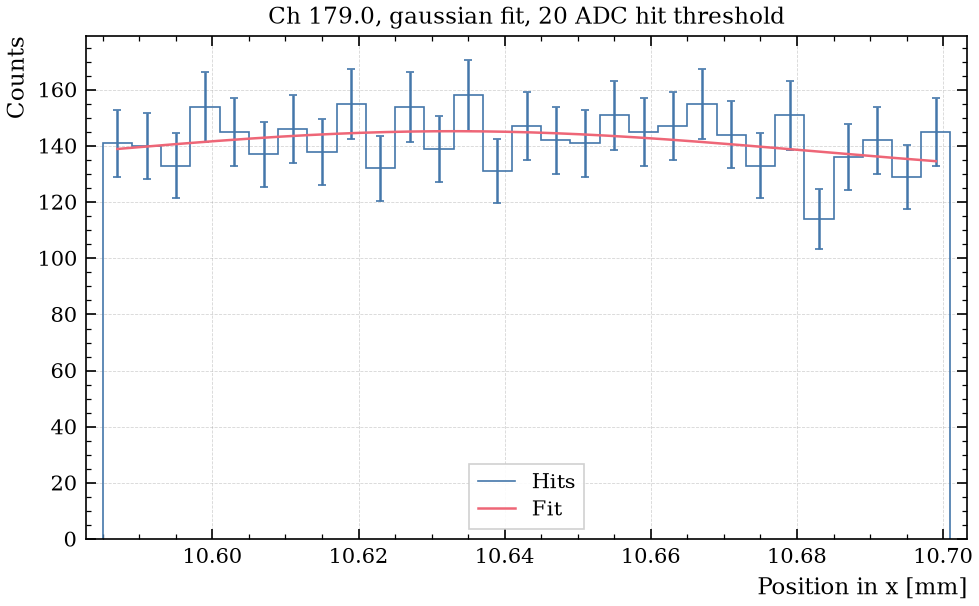 Ch 179.0, gaussian fit, 20 ADC hit threshold
Counts
160
140
120
100
80
60
40
20
0
Hits
Fit
10.60 10.62 10.64 10.66 10.68 10.70
Position in x [mm]